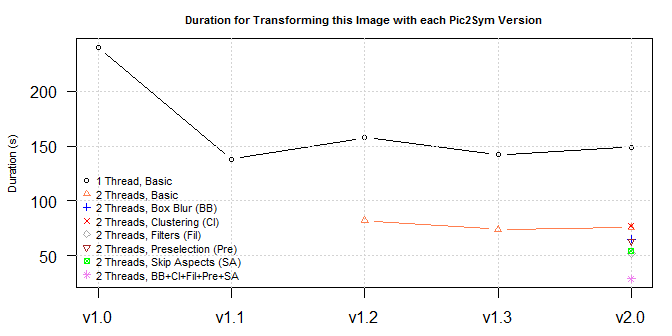 Duration for Transforming this Image with each Pic2Sym Version
Duration (s)
200
150
100
50
1 Thread, Basic
2 Threads, Basic
2 Threads, Box Blur (BB)
2 Threads, Clustering (Cl)
2 Threads, Filters (Fil)
2 Threads, Preselection (Pre)
2 Threads, Skip Aspects (SA)
2 Threads, BB+Cl+Fil+Pre+SA
v1.0 v1.1 v1.2 v1.3 v2.0